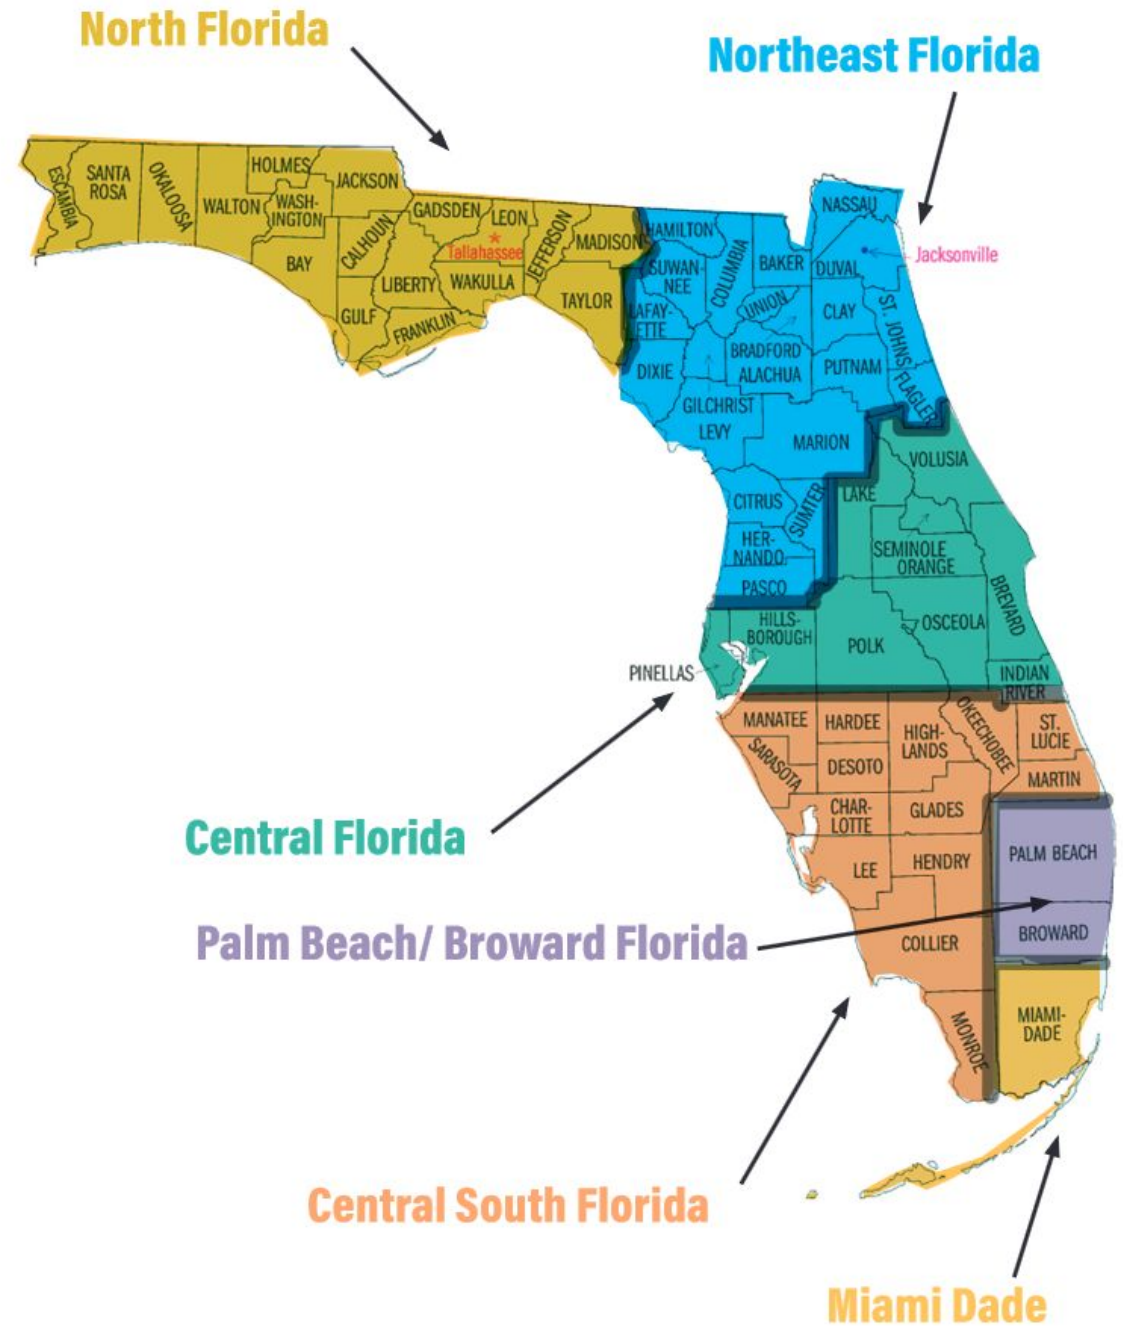 North Florida
Northeast Florida
ESCAMBIA
SANTA
ROSA
OKALOOSA
WALTON
HOLMES
WASH-
INGTON
JACKSON
BAY
CALHOUN
GULF
LIBERTY
GADSDEN
LEON
Tallahassee
WAKULLA
FRANKLIN
JEFFERSON
MADISON
TAYLOR
HAMILTON
SUWAN-
NEE
LAFAY-
ETTE
DIXIE
COLUMBIA
BAKER
NASSAU
Jacksonville
DUVAL
UNION
CLAY
ST. JOHNS
BRADFORD
ALACHUA
PUTNAM
FLAGLER
GILCHRIST
LEVY
MARION
VOLUSIA
CITRUS
SUMTER
LAKE
HER-
NANDO
SEMINOLE
ORANGE
PASCO
BREVARD
HILLS-
BOROUGH
POLK
OSCEOLA
PINELLAS
INDIAN
RIVER
MANATEE
HARDEE
HIGH-
LANDS
OKEECHOBEE
ST.
LUCIE
SARASOTA
DESOTO
MARTIN
CHAR-
LOTTE
GLADES
Central Florida
LEE
HENDRY
PALM BEACH
Palm Beach/ Broward Florida
COLLIER
BROWARD
MONROE
MIAMI-
DADE
Central South Florida
Miami Dade